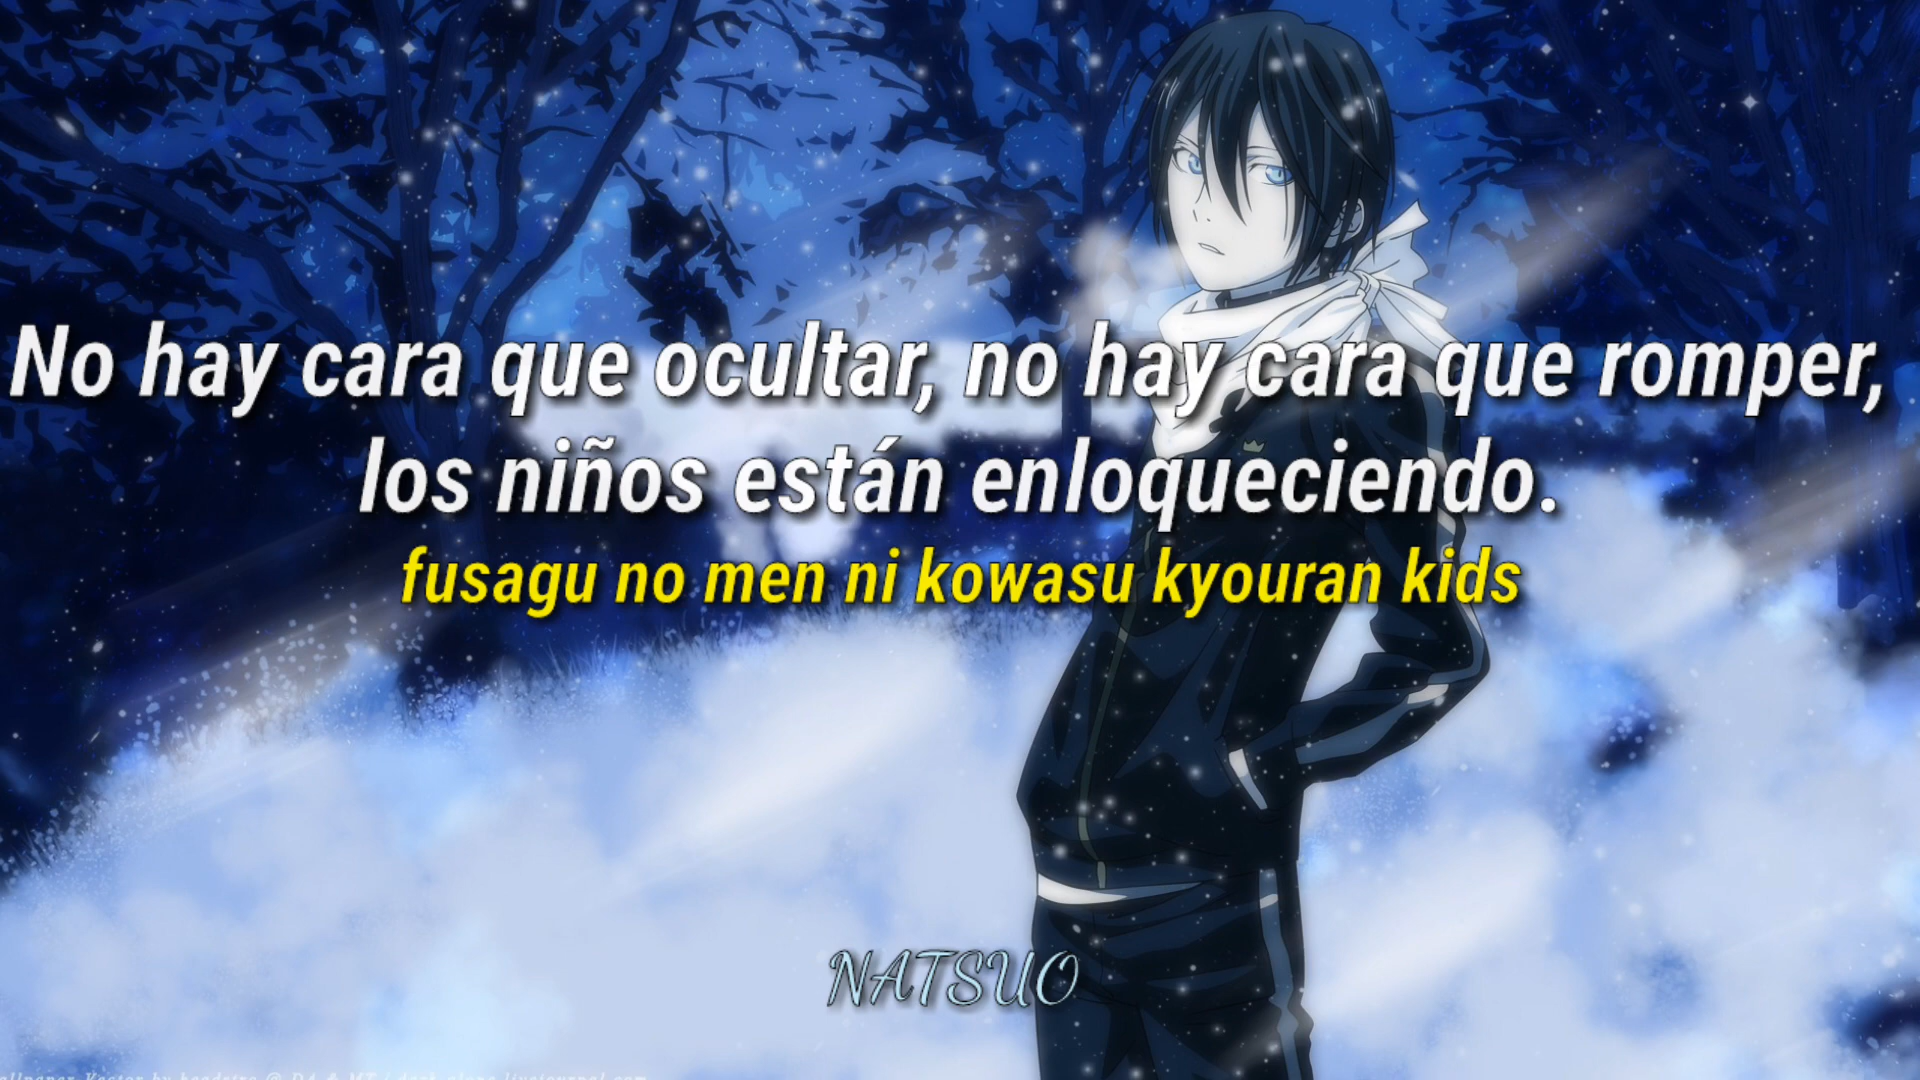 No hay cara que ocultar, no hay cara que romper,
los niños están enloqueciendo.
fusagu no men ni kowasu kyouran kids
NATSUO